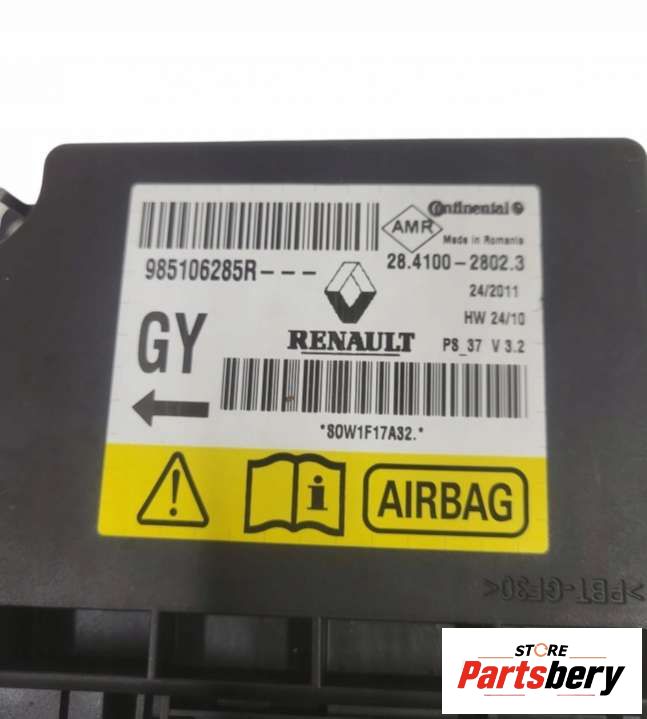 Continental
AMR
Made in Romania
985106285R---
28.4100-2802.3
24/2011
HW 24/10
GY
RENAULT
PS_37 V 3.2
*80W1F17A32.*
AIRBAG
>PBT-GF30<
STORE
Partsbery